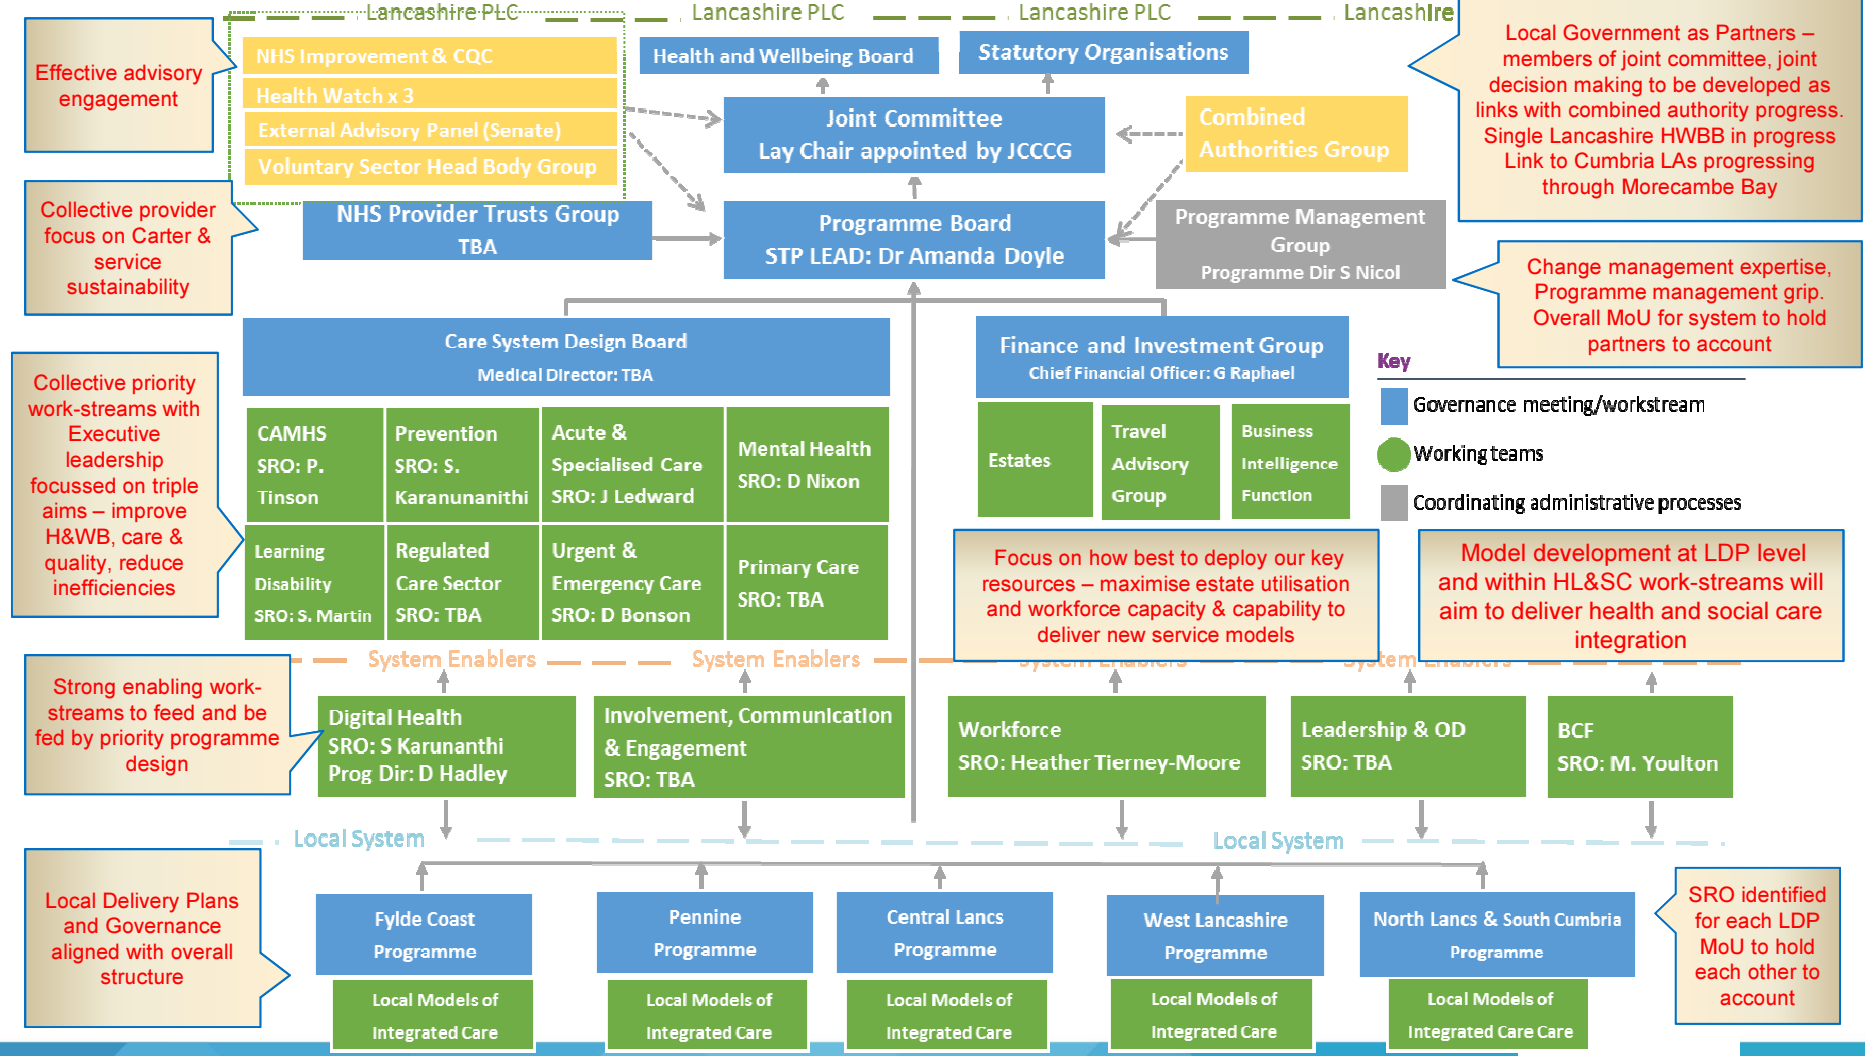 Lancashire PLC
Lancashire PLC
Lancashire PLC
Lancashire
Effective advisory
engagement
NHS Improvement & CQC
Health Watch x 3
External Advisory Panel (Senate)
Voluntary Sector Head Body Group
Health and Wellbeing Board
Statutory Organisations
Joint Committee
Lay Chair appointed by JCCCG
Combined
Authorities Group
Local Government as Partners –
members of joint committee, joint
decision making to be developed as
links with combined authority progress.
Single Lancashire HWBB in progress
Link to Cumbria LAs progressing
through Morecambe Bay
Collective provider
focus on Carter &
service
sustainability
NHS Provider Trusts Group
TBA
Programme Board
STP LEAD: Dr Amanda Doyle
Programme Management
Group
Programme Dir S Nicol
Change management expertise,
Programme management grip.
Overall MoU for system to hold
partners to account
Care System Design Board
Medical Director: TBA
Finance and Investment Group
Chief Financial Officer: G Raphael
Key
Governance meeting/workstream
Working teams
Coordinating administrative processes
Collective priority
work-streams with
Executive
leadership
focussed on triple
aims – improve
H&WB, care &
quality, reduce
inefficiencies
CAMHS
SRO: P.
Tinson
Prevention
SRO: S.
Karanunanithi
Acute &
Specialised Care
SRO: J Ledward
Mental Health
SRO: D Nixon
Estates
Travel
Advisory
Group
Business
Intelligence
Function
Learning
Disability
SRO: S. Martin
Regulated
Care Sector
SRO: TBA
Urgent &
Emergency Care
SRO: D Bonson
Primary Care
SRO: TBA
Focus on how best to deploy our key
resources – maximise estate utilisation
and workforce capacity & capability to
deliver new service models
Model development at LDP level
and within HL&SC work-streams will
aim to deliver health and social care
integration
System Enablers
System Enablers
System Enablers
System Enablers
Strong enabling work-
streams to feed and be
fed by priority programme
design
Digital Health
SRO: S Karunanthi
Prog Dir: D Hadley
Involvement, Communication
& Engagement
SRO: TBA
Workforce
SRO: Heather Tierney-Moore
Leadership & OD
SRO: TBA
BCF
SRO: M. Youlton
Local System
Local System
Local Delivery Plans
and Governance
aligned with overall
structure
Fylde Coast
Programme
Pennine
Programme
Central Lancs
Programme
West Lancashire
Programme
North Lancs & South Cumbria
Programme
SRO identified
for each LDP
MoU to hold
each other to
account
Local Models of
Integrated Care
Local Models of
Integrated Care
Local Models of
Integrated Care
Local Models of
Integrated Care
Local Models of
Integrated Care Care